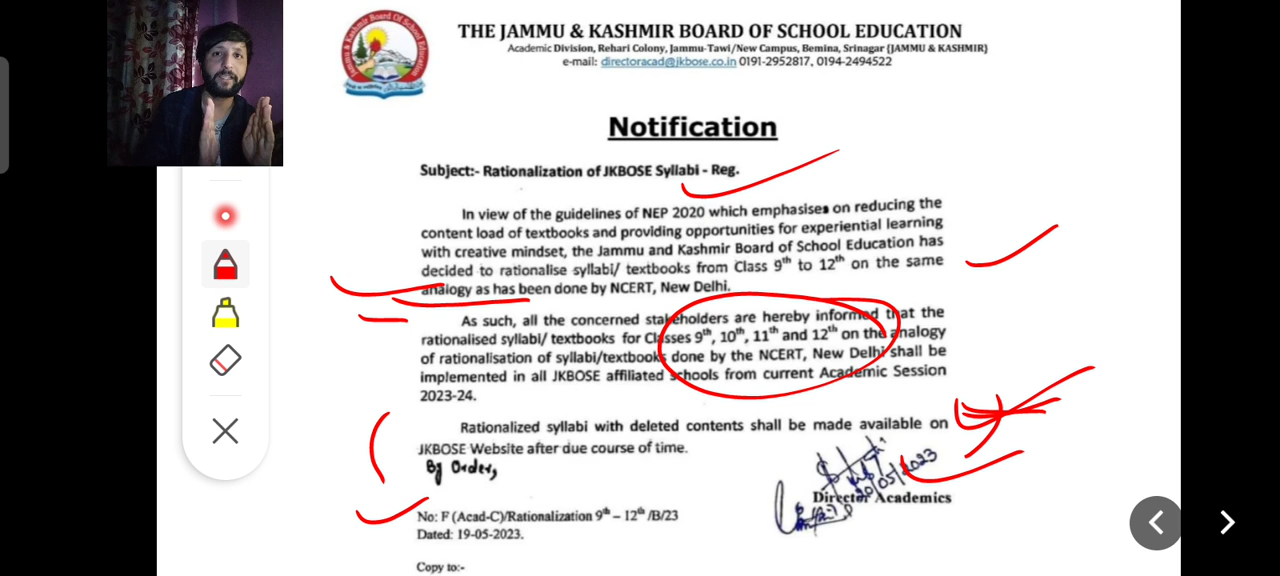 THE JAMMU & KASHMIR BOARD OF SCHOOL EDUCATION
Academic Division, Rehari Colony, Jammu-Tawi/New Campus, Bemina, Srinagar (JAMMU & KASHMIR)
e-mail: directoracad@jkbose.co.in 0191-2952817, 0194-2494522
Jammu & Kashmir Board Of School Education
Notification
Subject:- Rationalization of JKBOSE Syllabi - Reg.
In view of the guidelines of NEP 2020 which emphasises on reducing the
content load of textbooks and providing opportunities for experiential learning
with creative mindset, the Jammu and Kashmir Board of School Education has
decided to rationalise syllabi/ textbooks from Class 9th to 12th on the same
analogy as has been done by NCERT, New Delhi.
As such, all the concerned stakeholders are hereby informed that the
rationalised syllabi/ textbooks for Classes 9th, 10th, 11th and 12th on the analogy
of rationalisation of syllabi/textbooks done by the NCERT, New Delhi shall be
implemented in all JKBOSE affiliated schools from current Academic Session
2023-24.
Rationalized syllabi with deleted contents shall be made available on
JKBOSE Website after due course of time.
By Order,
20/05/2023
Director Academics
No: F (Acad-C)/Rationalization 9th – 12th /B/23
Dated: 19-05-2023.
Copy to:-